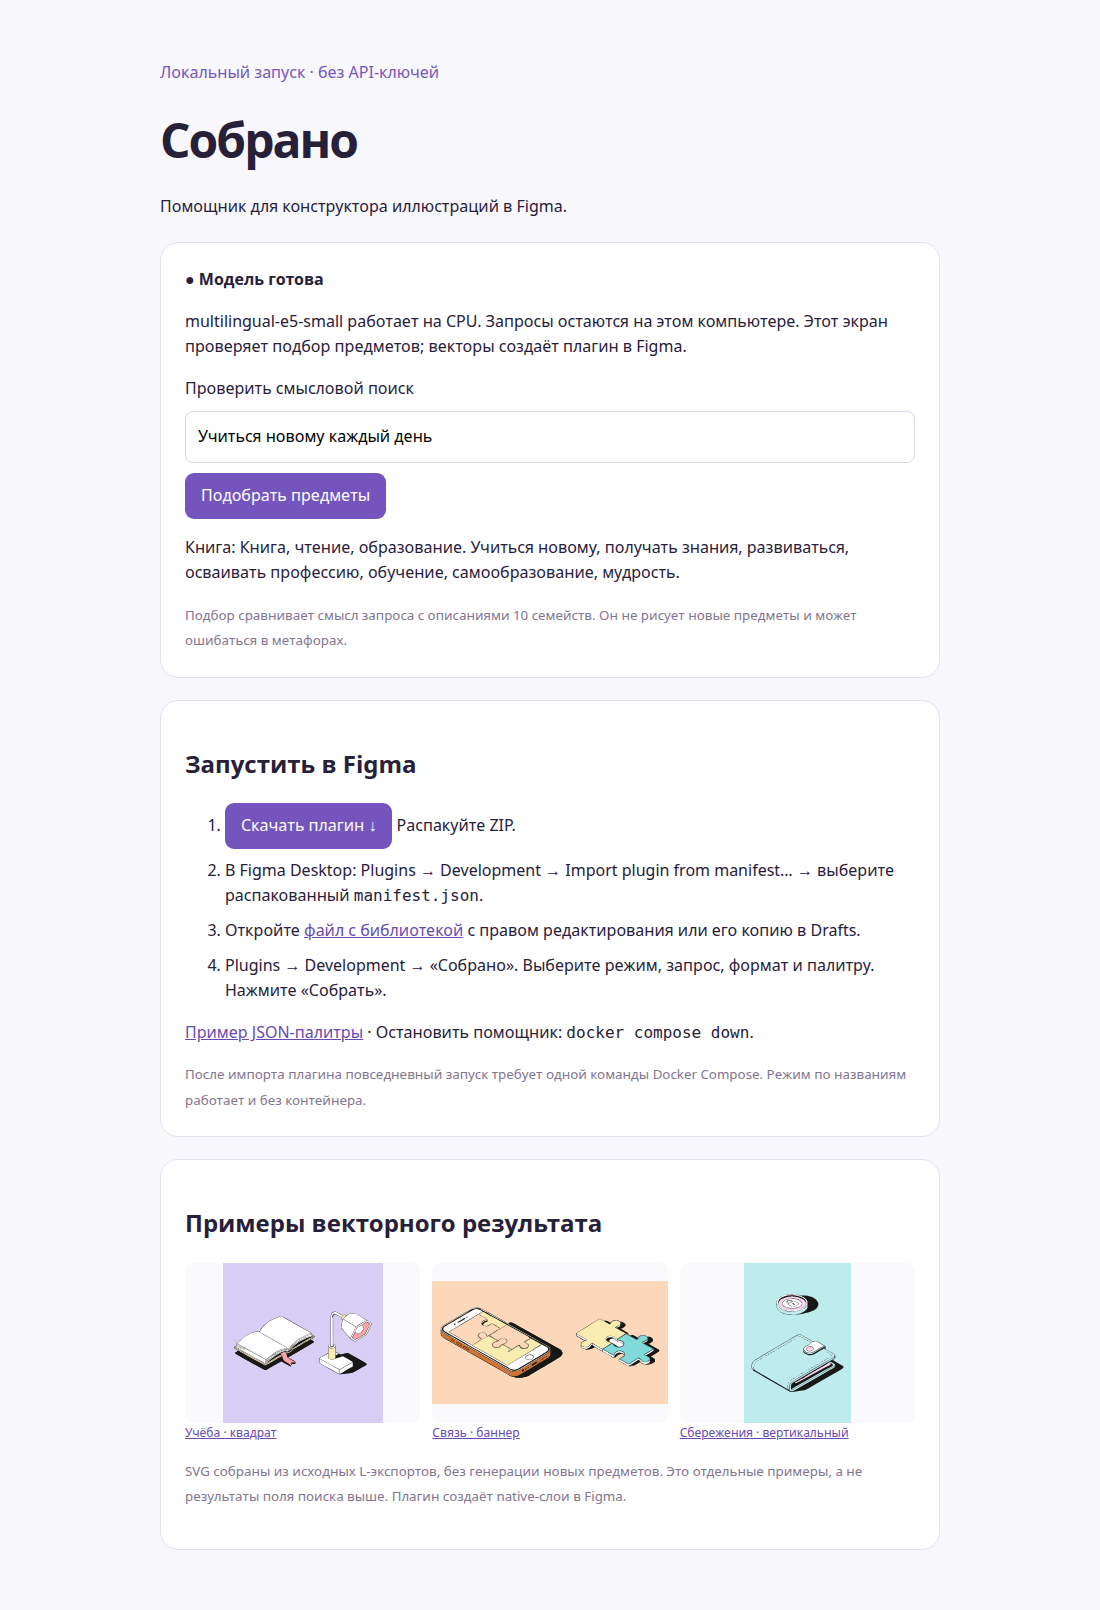 Локальный запуск · без API-ключей
Собрано
Помощник для конструктора иллюстраций в Figma.
● Модель готова
multilingual-e5-small работает на CPU. Запросы остаются на этом компьютере. Этот экран
проверяет подбор предметов; векторы создаёт плагин в Figma.
Проверить смысловой поиск
Учиться новому каждый день
Подобрать предметы
Книга: Книга, чтение, образование. Учиться новому, получать знания, развиваться,
осваивать профессию, обучение, самообразование, мудрость.
Подбор сравнивает смысл запроса с описаниями 10 семейств. Он не рисует новые предметы и может
ошибаться в метафорах.
Запустить в Figma
1. Скачать плагин ↓ Распакуйте ZIP.
2. В Figma Desktop: Plugins → Development → Import plugin from manifest… → выберите
распакованный manifest.json.
3. Откройте файл с библиотекой с правом редактирования или его копию в Drafts.
4. Plugins → Development → «Собрано». Выберите режим, запрос, формат и палитру.
Нажмите «Собрать».
Пример JSON-палитры · Остановить помощник: docker compose down.
После импорта плагина повседневный запуск требует одной команды Docker Compose. Режим по названиям
работает и без контейнера.
Примеры векторного результата
Учёба · квадрат
Связь · баннер
Сбережения · вертикальный
SVG собраны из исходных L-экспортов, без генерации новых предметов. Это отдельные примеры, а не
результаты поля поиска выше. Плагин создаёт native-слои в Figma.